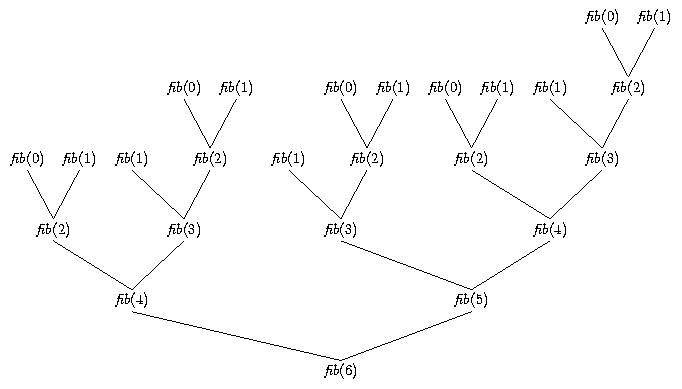 fib(0) fib(1)
fib(0) fib(1) fib(0) fib(1) fib(0) fib(1) fib(1) fib(2)
fib(0) fib(1) fib(1) fib(2) fib(1) fib(2) fib(2) fib(3)
fib(2) fib(3) fib(3) fib(4)
fib(4) fib(5)
fib(6)